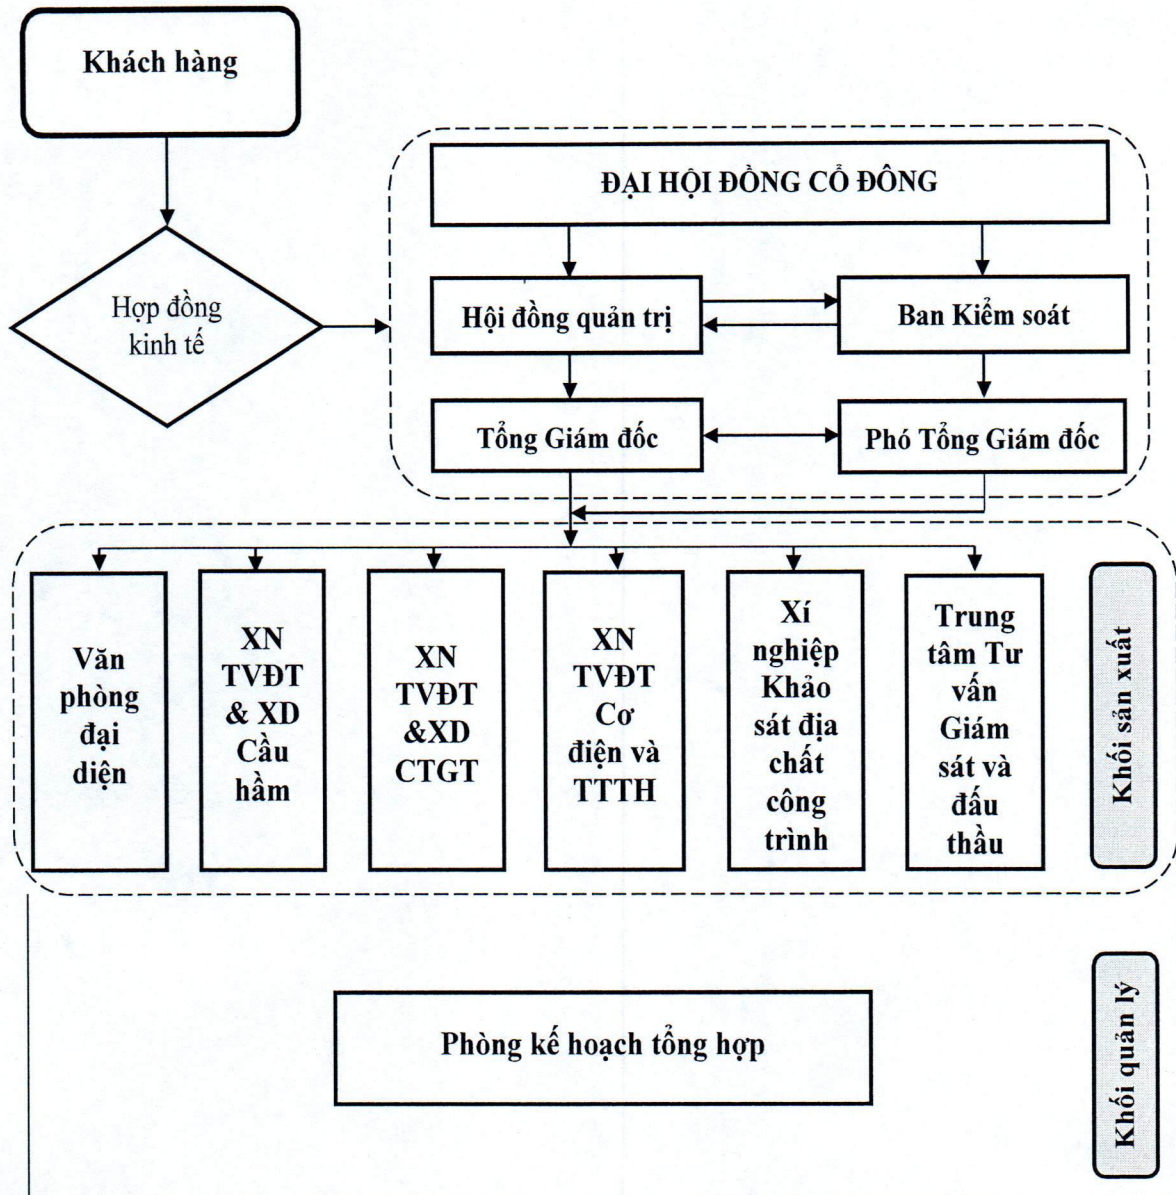 Khách hàng
Hợp đồng
kinh tế
ĐẠI HỘI ĐỒNG CỔ ĐÔNG
Hội đồng quản trị
Ban Kiểm soát
Tổng Giám đốc
Phó Tổng Giám đốc
Văn
phòng
đại
diện
XN
TVĐT
& XD
Cầu
hầm
XN
TVĐT
&XD
CTGT
XN
TVĐT
Cơ
điện và
TTTH
Xí
nghiệp
Khảo
sát địa
chất
công
trình
Trung
tâm Tư
vấn
Giám
sát và
đấu
thầu
Khối sản xuất
Phòng kế hoạch tổng hợp
Khối quản lý